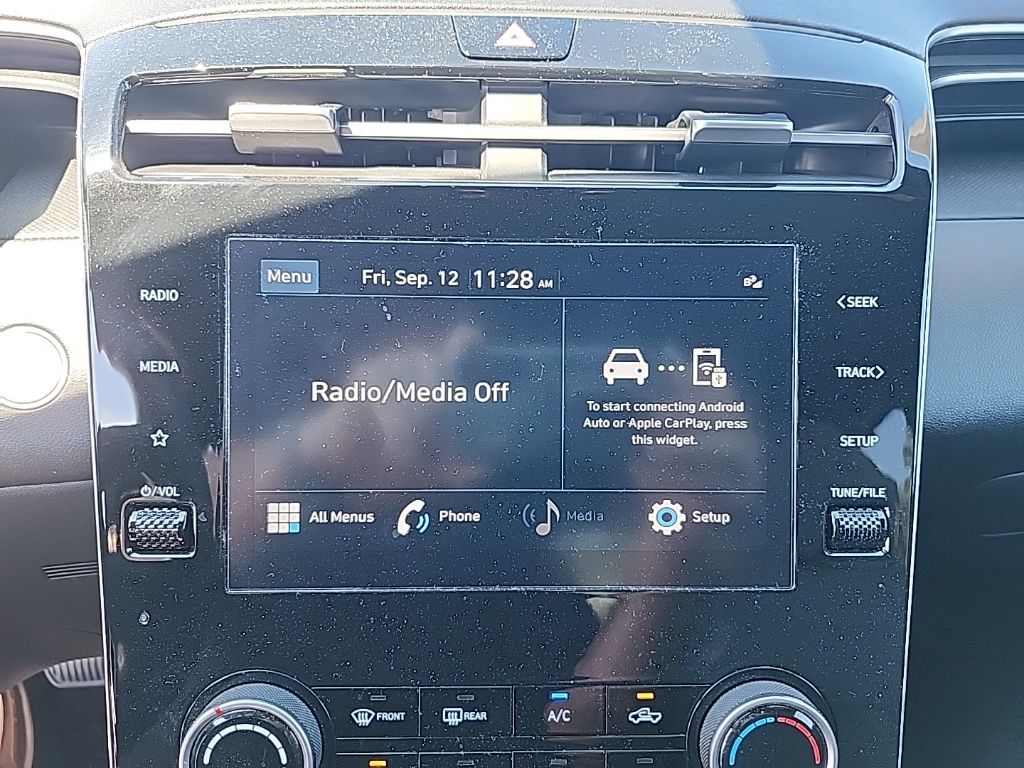 Menu Fri, Sep. 12 11:28 AM B
RADIO
MEDIA
⏻/VOL
Radio/Media Off
To start connecting Android
Auto or Apple CarPlay, press
this widget.
All Menus Phone Media Setup
<SEEK
TRACK>
SETUP
TUNE/FILE
FRONT REAR A/C